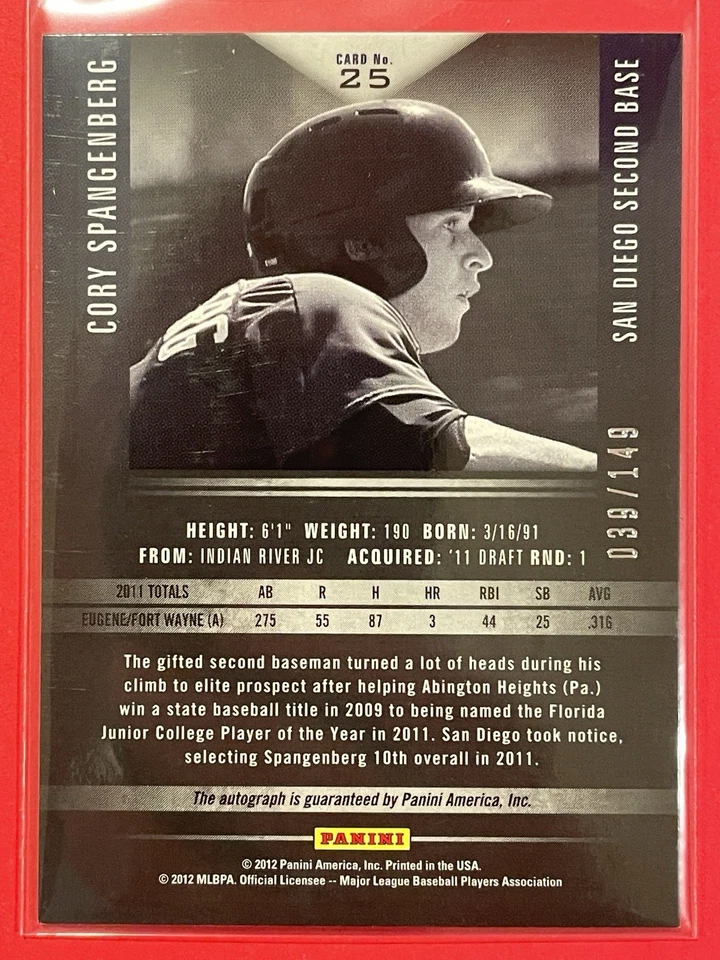 CARD No.
25
CORY SPANGENBERG
SAN DIEGO SECOND BASE
039/149
HEIGHT: 6'1" WEIGHT: 190 BORN: 3/16/91
FROM: INDIAN RIVER JC ACQUIRED: '11 DRAFT RND: 1
2011 TOTALS AB R H HR RBI SB AVG
EUGENE/FORT WAYNE (A) 275 55 87 3 44 25 .316
The gifted second baseman turned a lot of heads during his
climb to elite prospect after helping Abington Heights (Pa.)
win a state baseball title in 2009 to being named the Florida
Junior College Player of the Year in 2011. San Diego took notice,
selecting Spangenberg 10th overall in 2011.
The autograph is guaranteed by Panini America, Inc.
PANINI
© 2012 Panini America, Inc. Printed in the USA.
© 2012 MLBPA. Official Licensee -- Major League Baseball Players Association